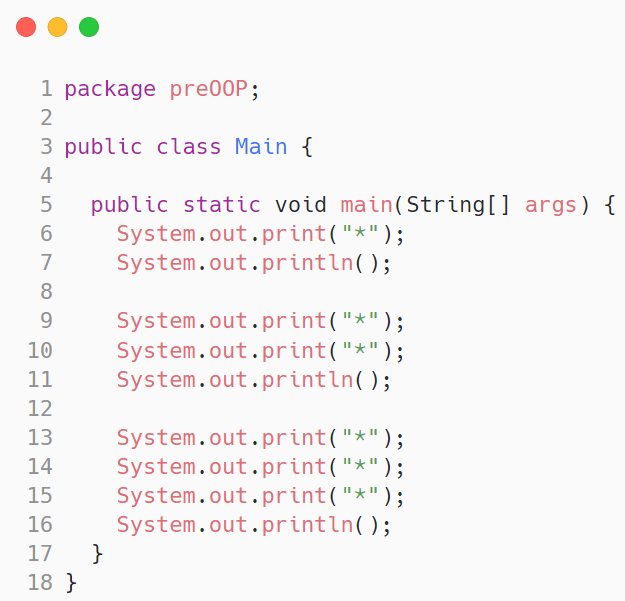 1 package preOOP;
2
3 public class Main {
4
5   public static void main(String[] args) {
6     System.out.print("*");
7     System.out.println();
8
9     System.out.print("*");
10     System.out.print("*");
11     System.out.println();
12
13     System.out.print("*");
14     System.out.print("*");
15     System.out.print("*");
16     System.out.println();
17   }
18 }